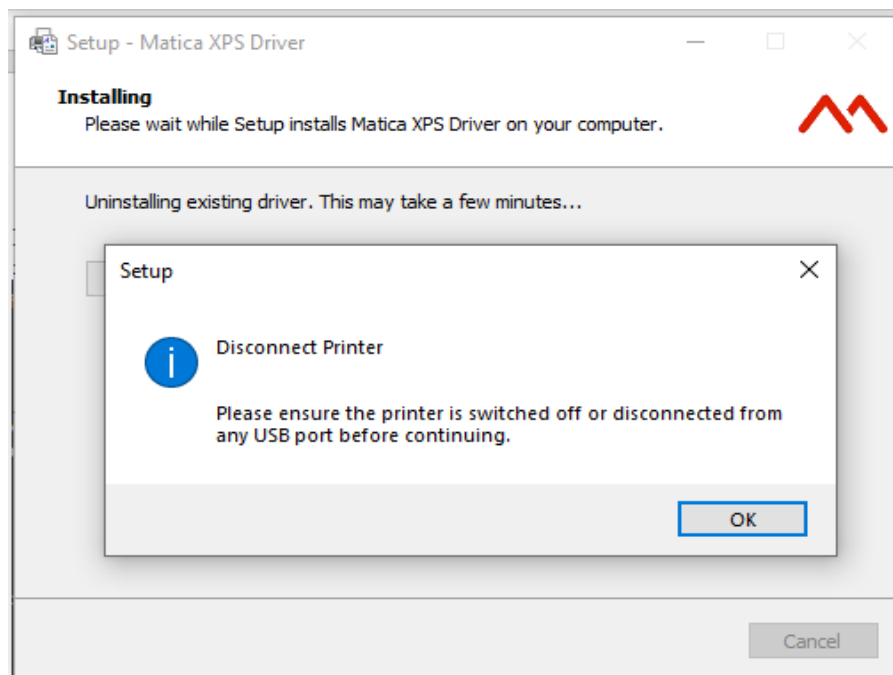 Setup - Matica XPS Driver
Installing
Please wait while Setup installs Matica XPS Driver on your computer.
Uninstalling existing driver. This may take a few minutes...
Setup
Disconnect Printer
Please ensure the printer is switched off or disconnected from
any USB port before continuing.
OK
Cancel